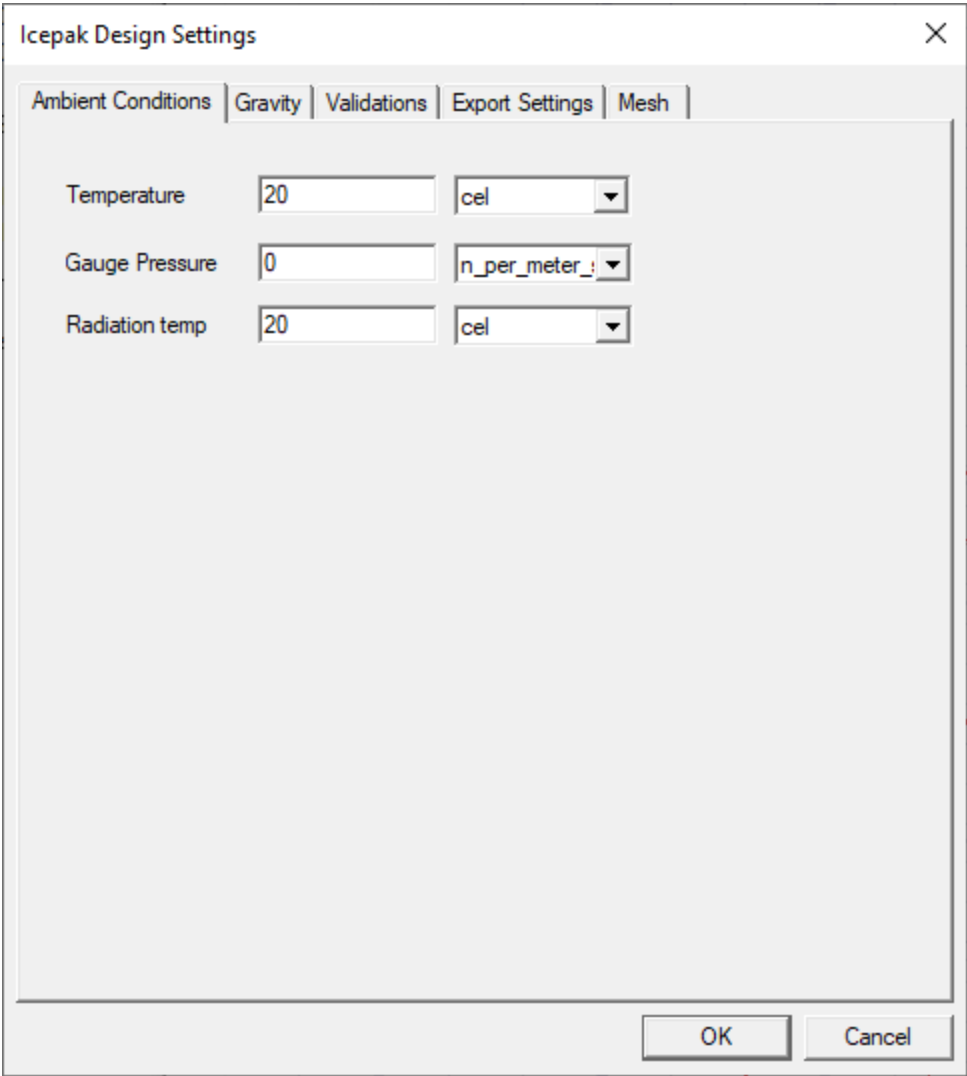 Icepak Design Settings
Ambient Conditions Gravity Validations Export Settings Mesh
Temperature 20 cel
Gauge Pressure 0 n_per_meter_
Radiation temp 20 cel
OK Cancel